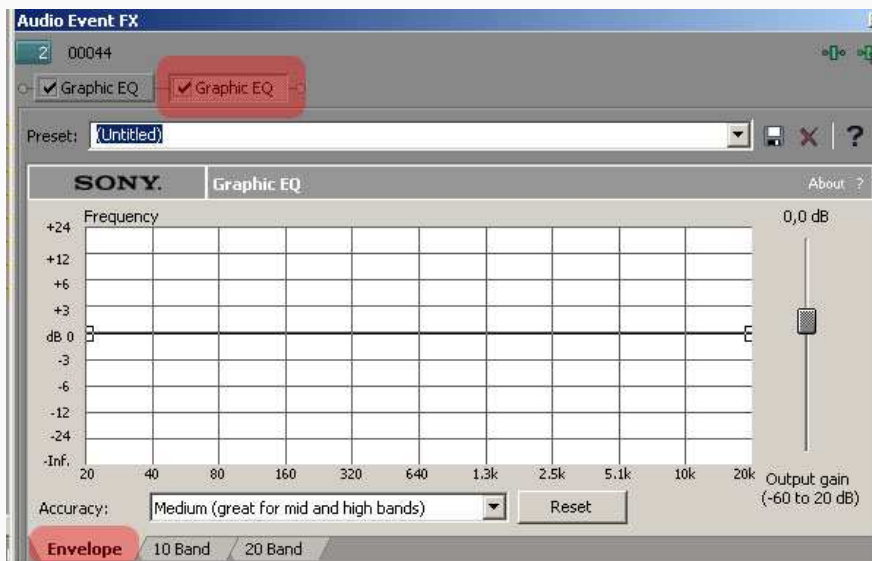 Audio Event FX
2 00044
Graphic EQ Graphic EQ
Preset: (Untitled) ?
SONY. Graphic EQ About ?
Frequency 0,0 dB
+24
+12
+6
+3
dB 0
-3
-6
-12
-24
-Inf.
20 40 80 160 320 640 1.3k 2.5k 5.1k 10k 20k
Output gain
(-60 to 20 dB)
Accuracy: Medium (great for mid and high bands) Reset
Envelope 10 Band 20 Band